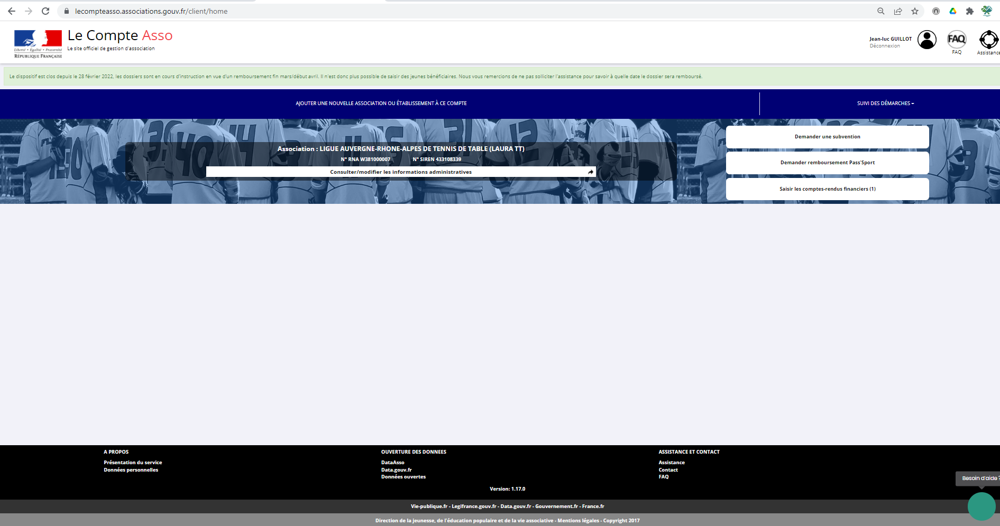 lecompteasso.associations.gouv.fr/client/home
Le Compte Asso
Le site officiel de gestion d'association
Liberté • Égalité • Fraternité
RÉPUBLIQUE FRANÇAISE
Jean-luc GUILLOT
Déconnexion
FAQ
FAQ
Assistance
Le dispositif est clos depuis le 28 février 2022, les dossiers sont en cours d'instruction en vue d'un remboursement fin mars/début avril. Il n'est donc plus possible de saisir des jeunes bénéficiaires. Nous vous remercions de ne pas solliciter l'assistance pour savoir à quelle date le dossier sera remboursé.
AJOUTER UNE NOUVELLE ASSOCIATION OU ÉTABLISSEMENT À CE COMPTE
SUIVI DES DÉMARCHES
Association : LIGUE AUVERGNE-RHONE-ALPES DE TENNIS DE TABLE (LAURA TT)
N° RNA W381000007 N° SIREN 433108339
Consulter/modifier les informations administratives
Demander une subvention
Demander remboursement Pass'Sport
Saisir les comptes-rendus financiers (1)
A PROPOS
Présentation du service
Données personnelles
OUVERTURE DES DONNEES
DataAsso
Data.gouv.fr
Données ouvertes
ASSISTANCE ET CONTACT
Assistance
Contact
FAQ
Version: 1.17.0
Besoin d'aide ?
Vie-publique.fr - Legifrance.gouv.fr - Data.gouv.fr - Gouvernement.fr - France.fr
Direction de la jeunesse, de l'éducation populaire et de la vie associative - Mentions légales - Copyright 2017